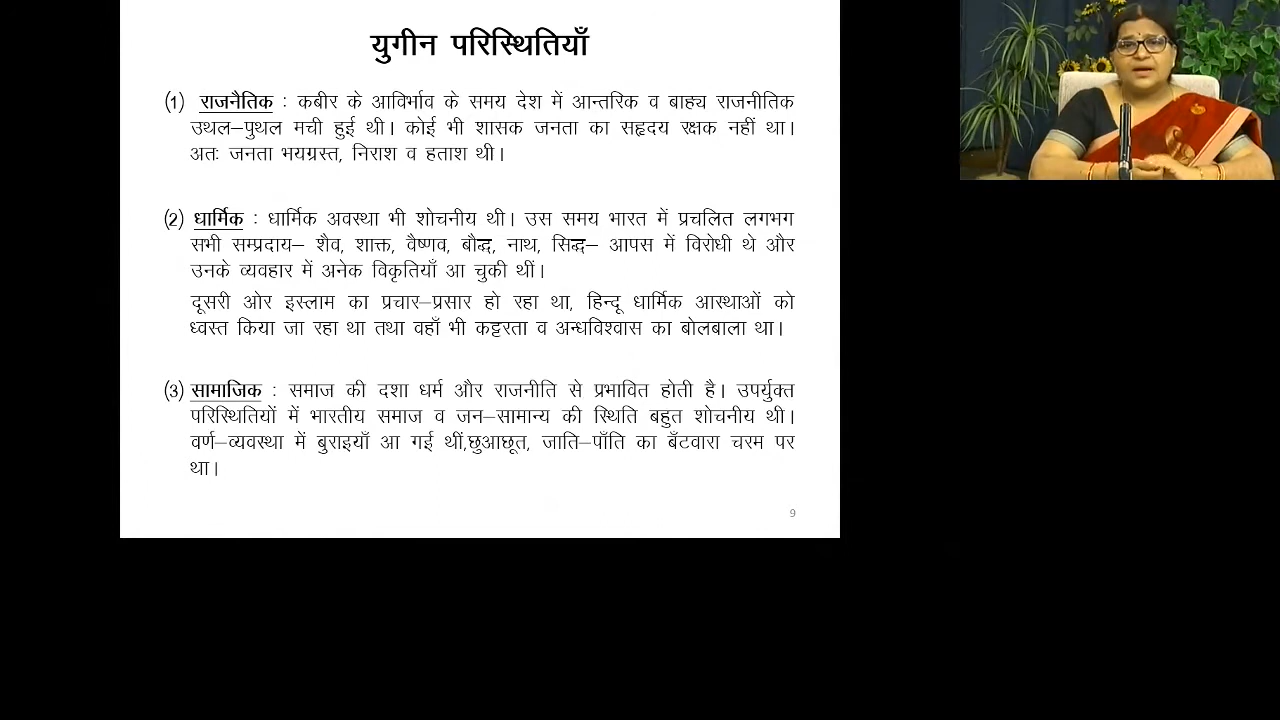 युगीन परिस्थितियाँ
(1) राजनैतिक : कबीर के आविर्भाव के समय देश में आन्तरिक व बाह्य राजनीतिक
उथल–पुथल मची हुई थी। कोई भी शासक जनता का सहृदय रक्षक नहीं था।
अतः जनता भयग्रस्त, निराश व हताश थी।
(2) धार्मिक : धार्मिक अवस्था भी शोचनीय थी। उस समय भारत में प्रचलित लगभग
सभी सम्प्रदाय– शैव, शाक्त, वैष्णव, बौद्ध, नाथ, सिद्ध– आपस में विरोधी थे और
उनके व्यवहार में अनेक विकृतियाँ आ चुकी थीं।
दूसरी ओर इस्लाम का प्रचार–प्रसार हो रहा था, हिन्दू धार्मिक आस्थाओं को
ध्वस्त किया जा रहा था तथा वहाँ भी कट्टरता व अन्धविश्वास का बोलबाला था।
(3) सामाजिक : समाज की दशा धर्म और राजनीति से प्रभावित होती है। उपर्युक्त
परिस्थितियों में भारतीय समाज व जन–सामान्य की स्थिति बहुत शोचनीय थी।
वर्ण–व्यवस्था में बुराइयाँ आ गई थीं,छुआछूत, जाति–पाँति का बँटवारा चरम पर
था।
9